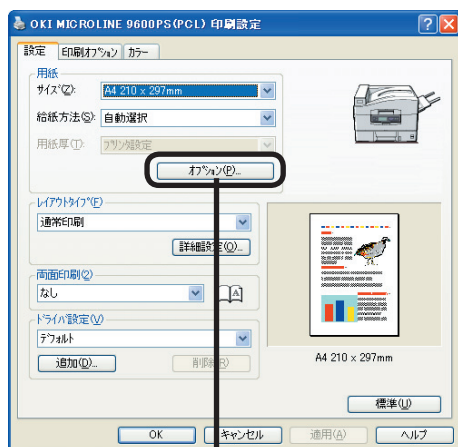 OKI MICROLINE 9600PS(PCL) 印刷設定
設定 印刷オプション カラー
用紙
サイズ(Z): A4 210 x 297mm
給紙方法(S): 自動選択
用紙厚(T): プリンタ設定
オプション(P)...
レイアウトタイプ(F)
通常印刷
詳細設定(O)...
両面印刷(2)
なし
A
ドライバ設定(V)
デフォルト
追加(D)... 削除(R)
A4 210 x 297mm
標準(U)
OK キャンセル 適用(A) ヘルプ